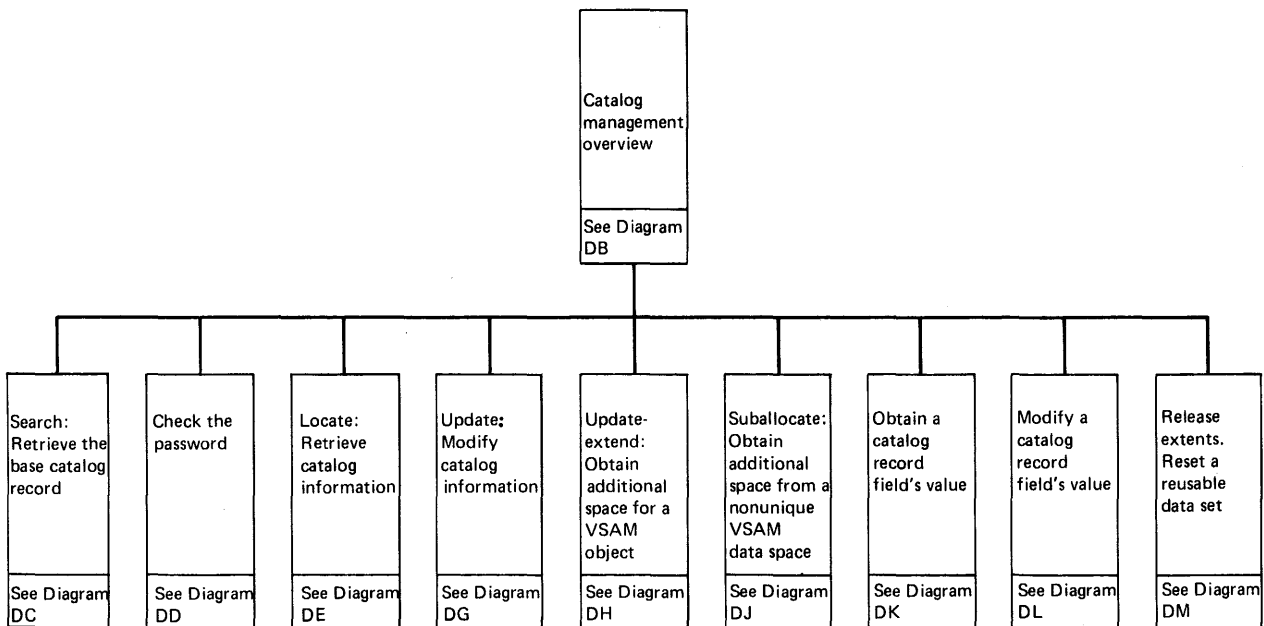 Catalog
management
overview
See Diagram
DB
Search:
Retrieve the
base catalog
record
See Diagram
DC
Check the
password
See Diagram
DD
Locate:
Retrieve
catalog
information
See Diagram
DE
Update:
Modify
catalog
information
See Diagram
DG
Update-
extend:
Obtain
additional
space for a
VSAM
object
See Diagram
DH
Suballocate:
Obtain
additional
space from a
nonunique
VSAM
data space
See Diagram
DJ
Obtain a
catalog
record
field's value
See Diagram
DK
Modify a
catalog
record
field's value
See Diagram
DL
Release
extents.
Reset a
reusable
data set
See Diagram
DM